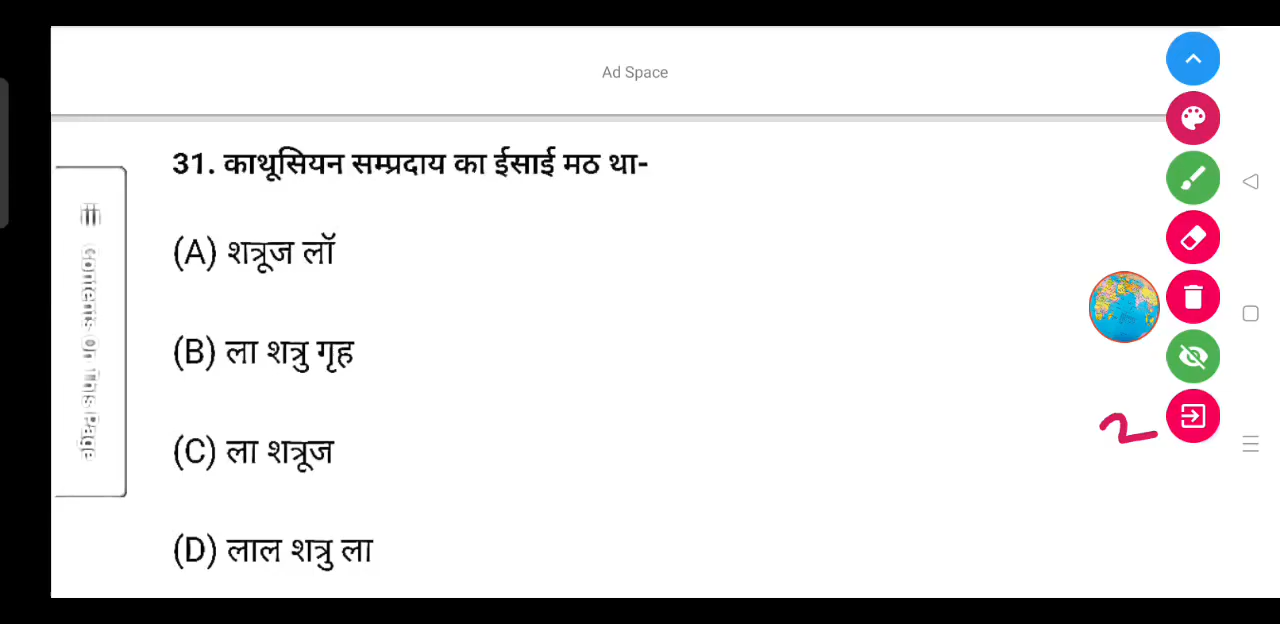 Ad Space
31. काथूसियन सम्प्रदाय का ईसाई मठ था-
(A) शत्रूज लॉ
Contents On This Page
(B) ला शत्रु गृह
2
(C) ला शत्रूज
(D) लाल शत्रु ला